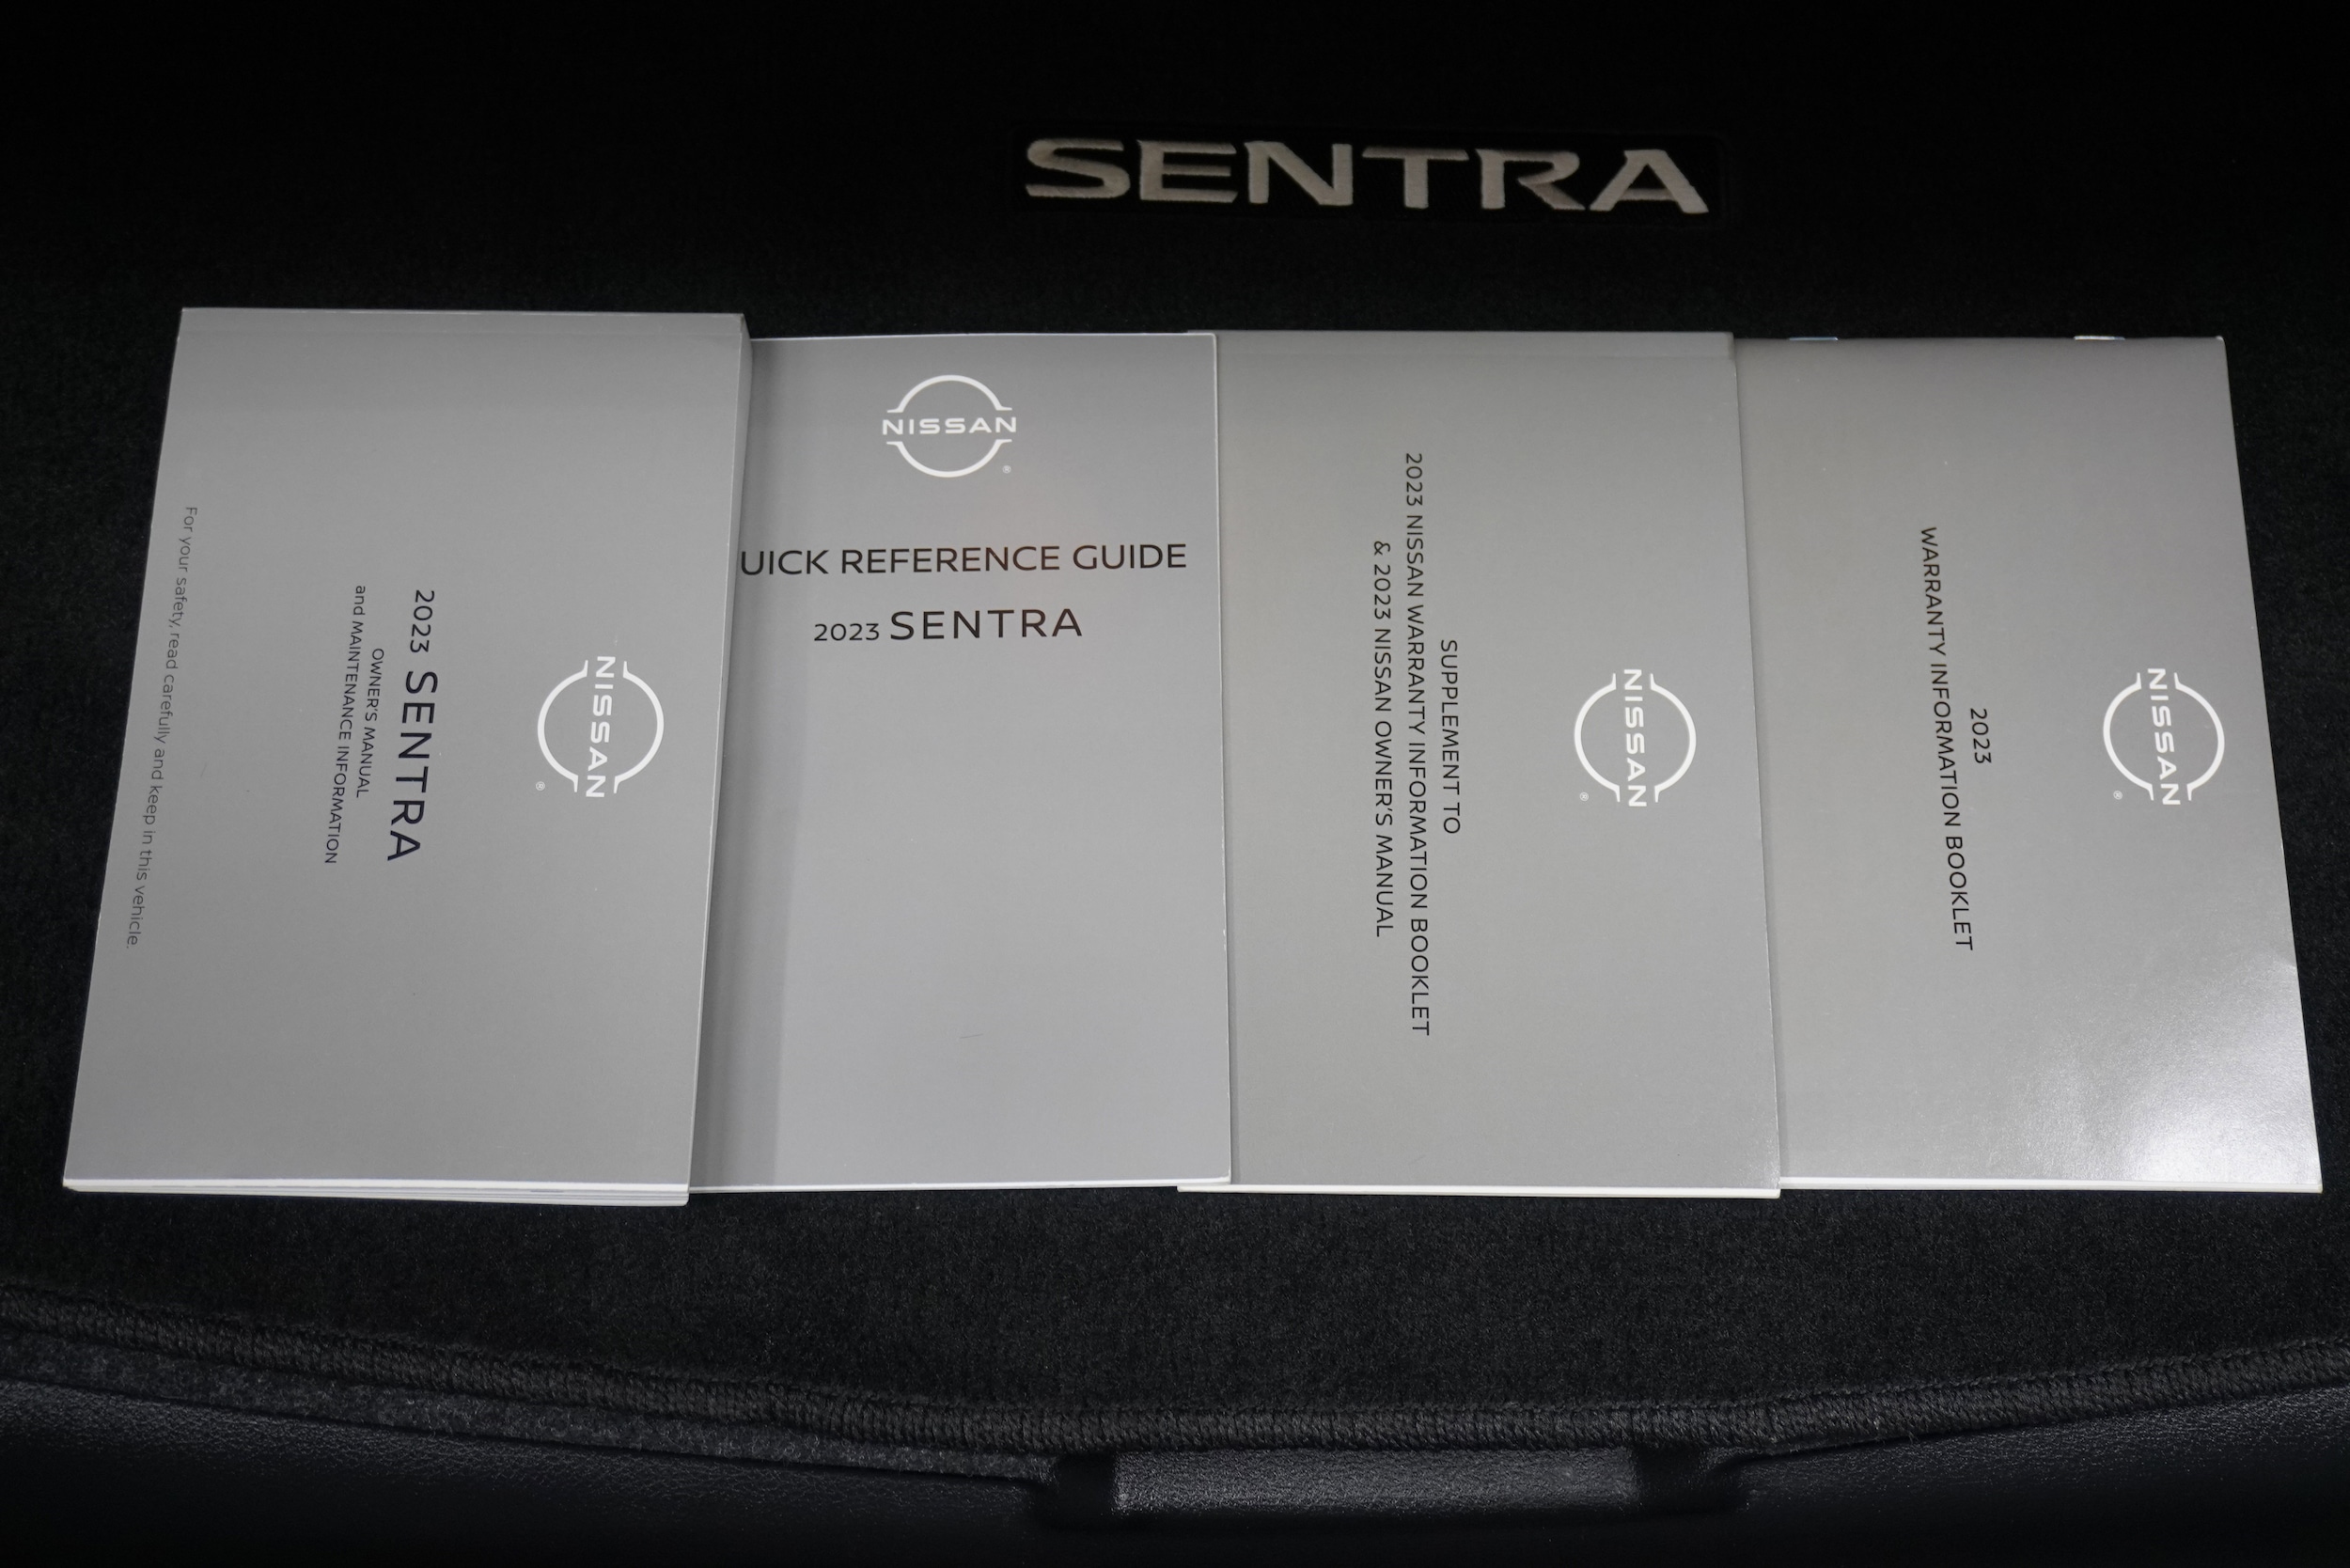 SENTRA
NISSAN
®
2023 SENTRA
OWNER'S MANUAL
and MAINTENANCE INFORMATION
For your safety, read carefully and keep in this vehicle.
NISSAN
®
UICK REFERENCE GUIDE
2023 SENTRA
NISSAN
®
SUPPLEMENT TO
2023 NISSAN WARRANTY INFORMATION BOOKLET
& 2023 NISSAN OWNER'S MANUAL
NISSAN
®
2023
WARRANTY INFORMATION BOOKLET